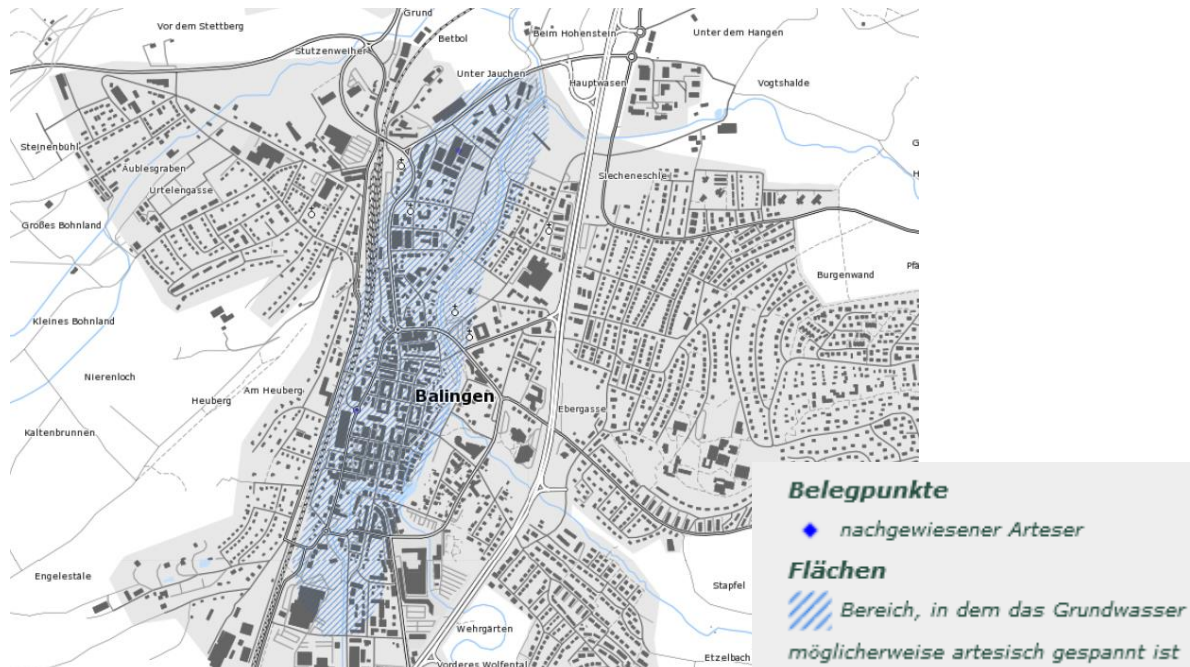 Grund
Vor dem Stettberg
Beim Hohenstein
Unter dem Hangen
Betbol
Stutzenweiher
Unter Jauchen
Hauptwasen
Vogtshalde
Steinenbühl
Äublesgraben
Siecheneschle
Urtelengasse
Großes Bohnland
Burgenwand
Kleines Bohnland
Nierenloch
Am Heuberg
Heuberg
Balingen
Ebergasse
Kaltenbrunnen
Engelestäle
Stapfel
Wehrgärten
Etzelbach
Vorderes Wolfental
Belegpunkte
nachgewiesener Arteser
Flächen
Bereich, in dem das Grundwasser
möglicherweise artesisch gespannt ist